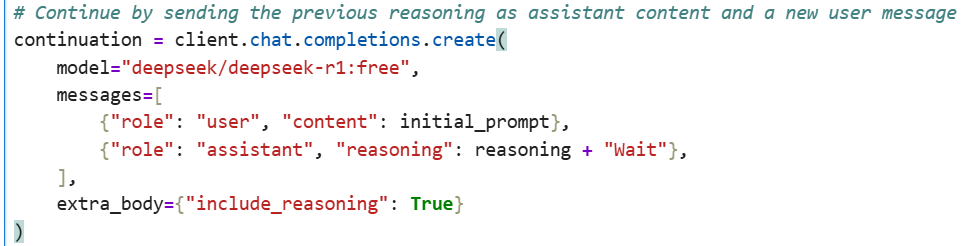 # Continue by sending the previous reasoning as assistant content and a new user message
continuation = client.chat.completions.create(
    model="deepseek/deepseek-r1:free",
    messages=[
        {"role": "user", "content": initial_prompt},
        {"role": "assistant", "reasoning": reasoning + "Wait"},
    ],
    extra_body={"include_reasoning": True}
)